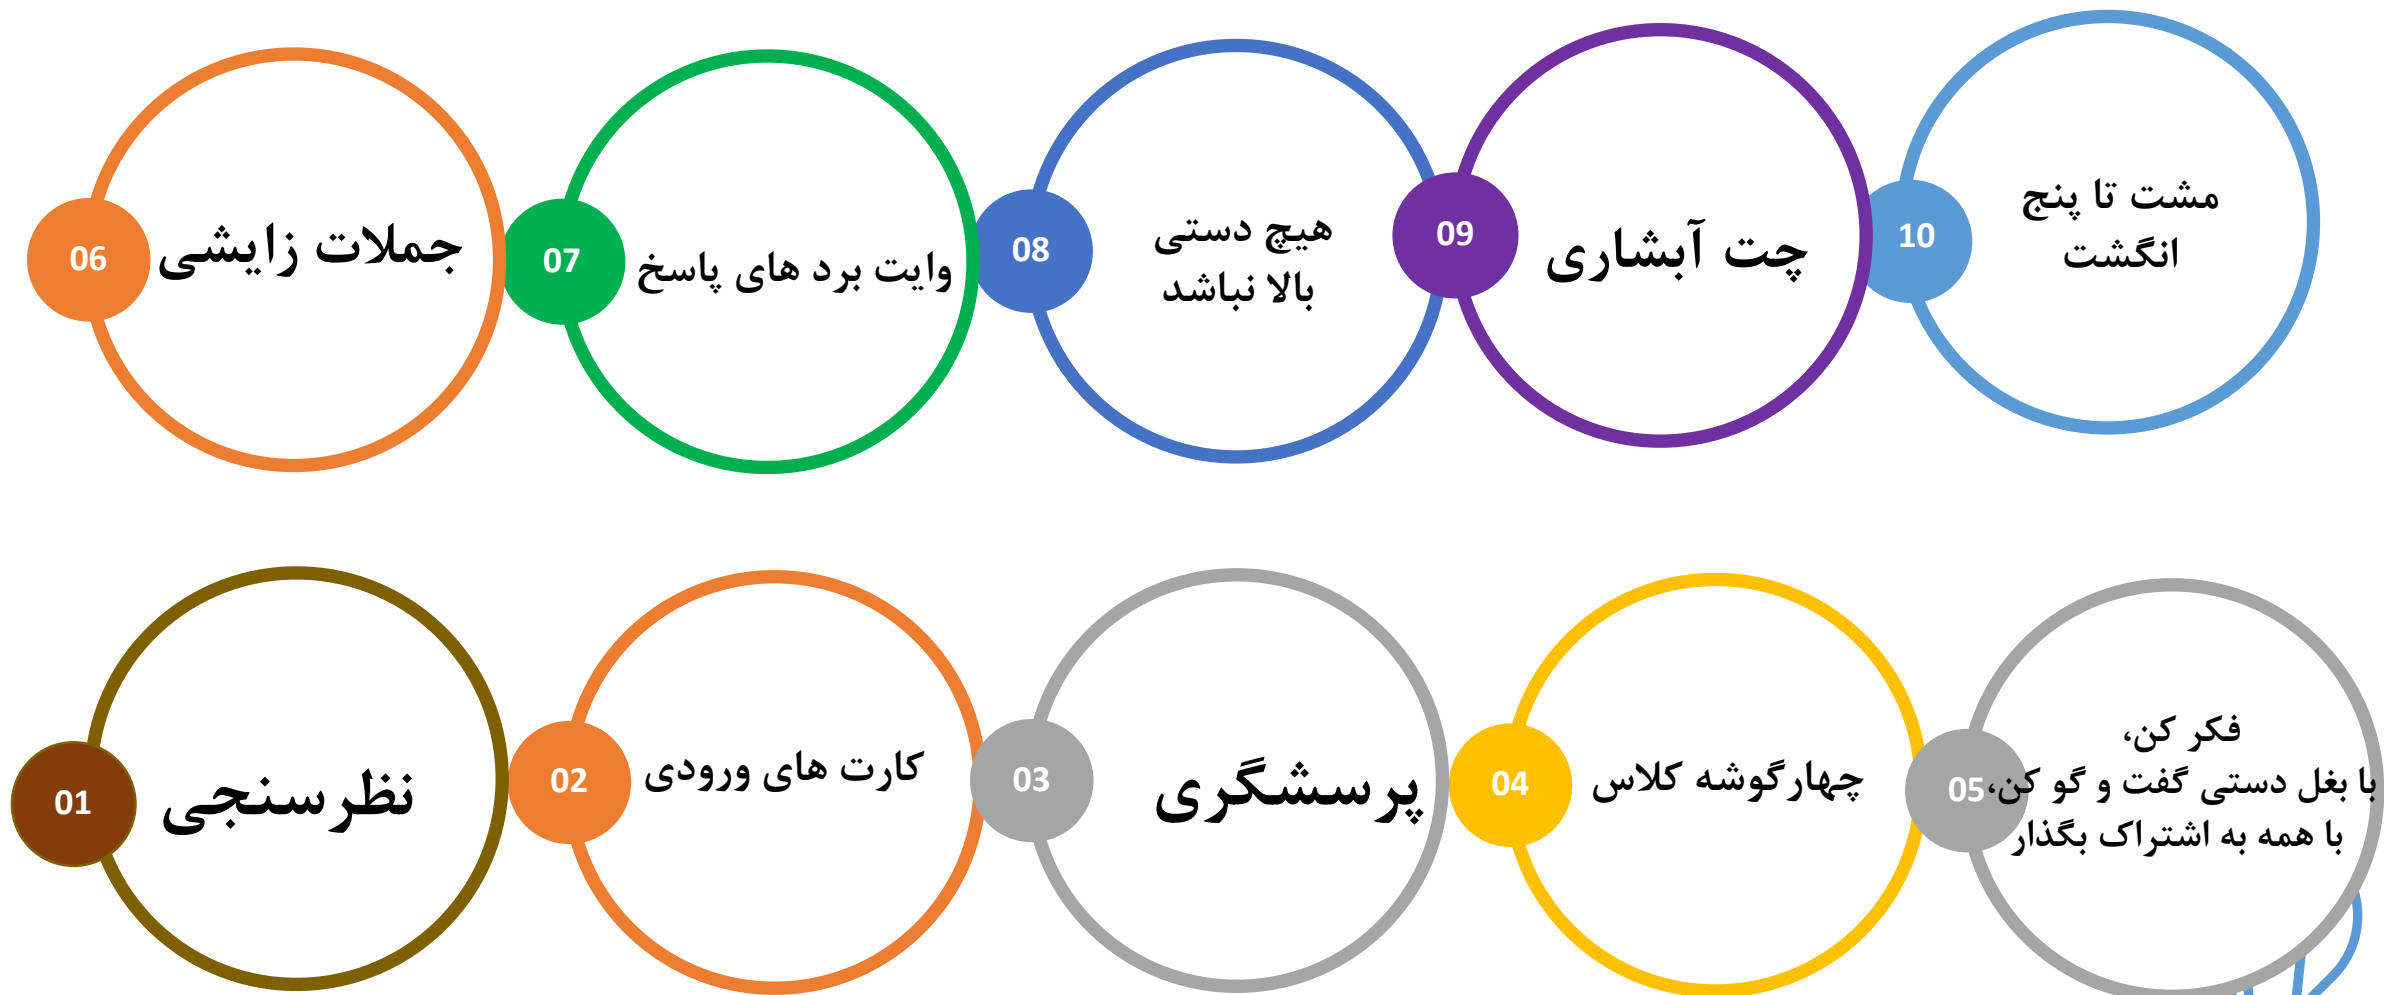 06
جملات زایشی
07
وایت برد های پاسخ
08
هیچ دستی
بالا نباشد
09
چت آبشاری
10
مشت تا پنج
انگشت
01
نظرسنجی
02
کارت های ورودی
03
پرسشگری
04
چهارگوشه کلاس
05
فکر کن،
با بغل دستی گفت و گو کن،
با همه به اشتراک بگذار